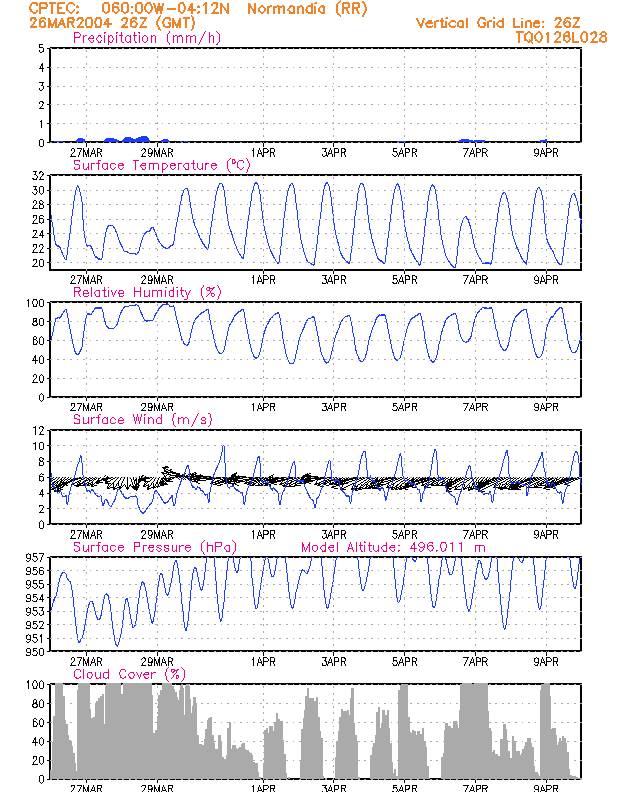 CPTEC: 060:00W-04:12N Normandía (RR)
26MAR2004 26Z (GMT) Vertical Grid Line: 26Z
Precipitation (mm/h) TQ0126L028
5
4
3
2
1
0
27MAR 29MAR 1APR 3APR 5APR 7APR 9APR
Surface Temperature (ºC)
32
30
28
26
24
22
20
27MAR 29MAR 1APR 3APR 5APR 7APR 9APR
Relative Humidity (%)
100
80
60
40
20
0
27MAR 29MAR 1APR 3APR 5APR 7APR 9APR
Surface Wind (m/s)
12
10
8
6
4
2
0
27MAR 29MAR 1APR 3APR 5APR 7APR 9APR
Surface Pressure (hPa) Model Altitude: 496.011 m
957
956
955
954
953
952
951
950
27MAR 29MAR 1APR 3APR 5APR 7APR 9APR
Cloud Cover (%)
100
80
60
40
20
0
27MAR 29MAR 1APR 3APR 5APR 7APR 9APR